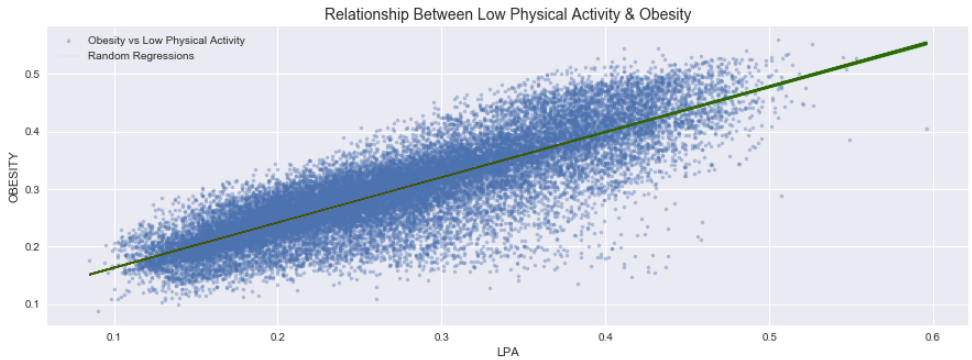 Relationship Between Low Physical Activity & Obesity
Obesity vs Low Physical Activity
Random Regressions
OBESITY
0.5
0.4
0.3
0.2
0.1
0.1 0.2 0.3 0.4 0.5 0.6
LPA